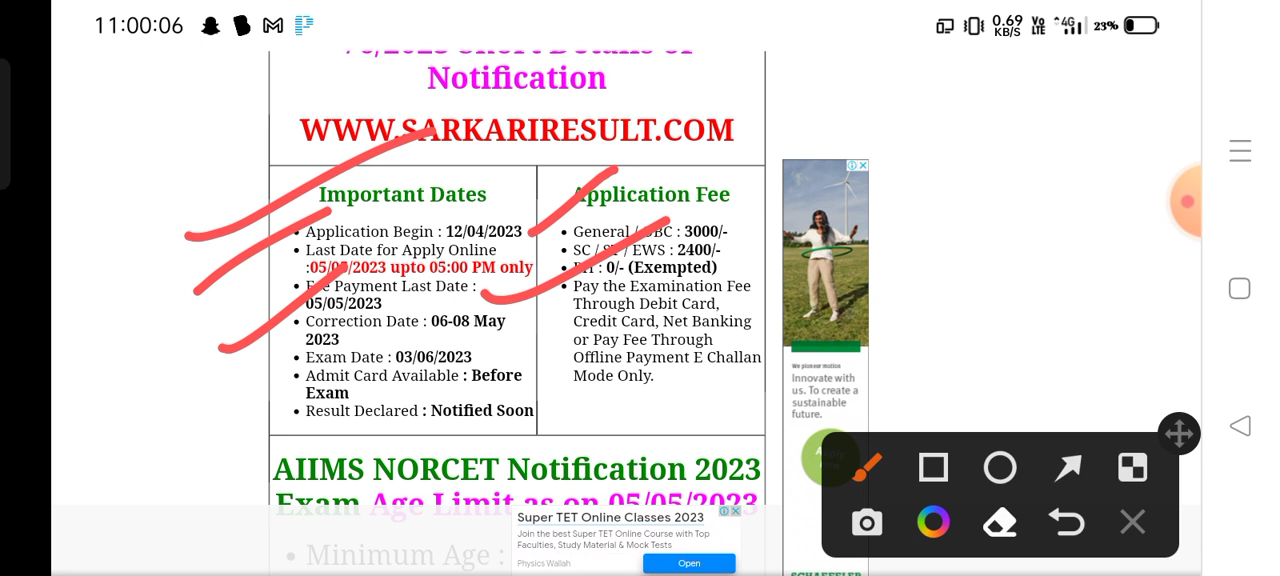 11:00:06
0.69
KB/S
Vo
LTE
4G
23%
Notification
WWW.SARKARIRESULT.COM
Important Dates
Application Begin : 12/04/2023
Last Date for Apply Online
:05/05/2023 upto 05:00 PM only
Fee Payment Last Date :
05/05/2023
Correction Date : 06-08 May
2023
Exam Date : 03/06/2023
Admit Card Available : Before
Exam
Result Declared : Notified Soon
Application Fee
General / OBC : 3000/-
SC / ST / EWS : 2400/-
PH : 0/- (Exempted)
Pay the Examination Fee
Through Debit Card,
Credit Card, Net Banking
or Pay Fee Through
Offline Payment E Challan
Mode Only.
We pioneer motion
Innovate with
us. To create a
sustainable
future.
AIIMS NORCET Notification 2023
Exam Age Limit as on 05/05/2023
Minimum Age :
Super TET Online Classes 2023
Join the best Super TET Online Course with Top
Faculties, Study Material & Mock Tests
Physics Wallah
Open
SCHAEFFLER